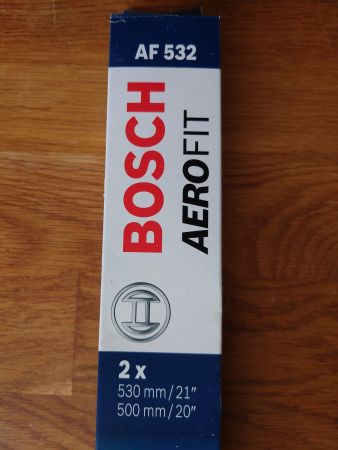 AF 532
BOSCH
AEROFIT
2 x
530 mm/21"
500 mm/20"